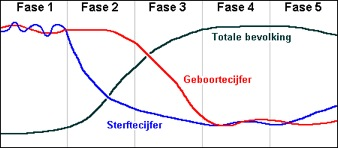 Fase 1 Fase 2 Fase 3 Fase 4 Fase 5
Totale bevolking
Geboortecijfer
Sterftecijfer